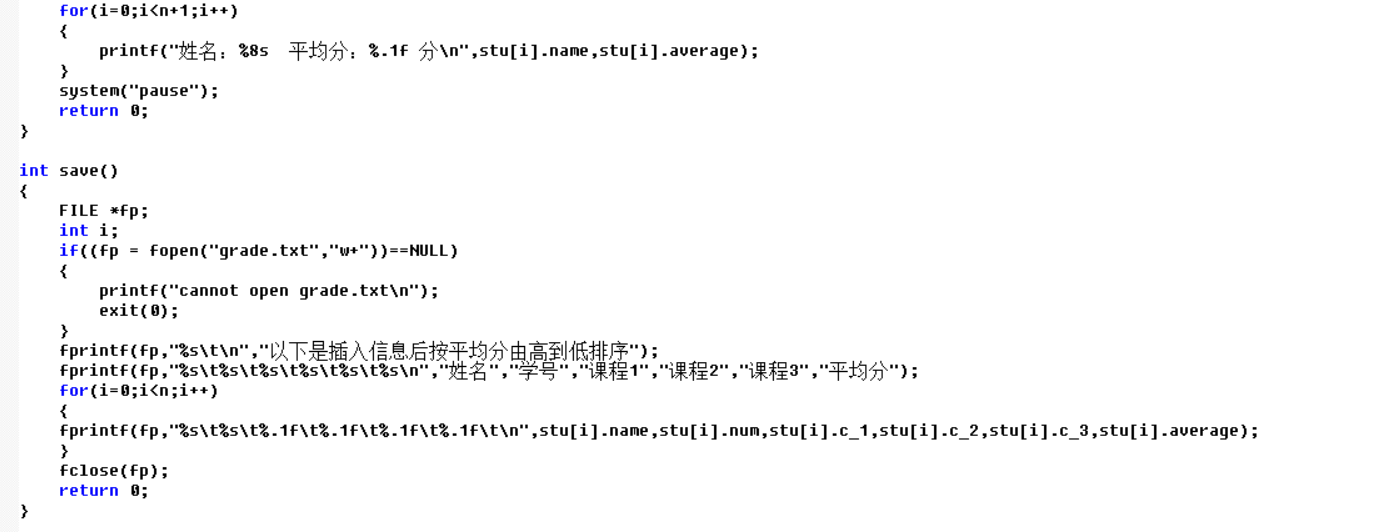 for(i=0;i<n+1;i++)
{
printf("姓名：%8s  平均分：%.1f 分\n",stu[i].name,stu[i].average);
}
system("pause");
return 0;
}
int save()
{
FILE *fp;
int i;
if((fp = fopen("grade.txt","w+"))==NULL)
{
printf("cannot open grade.txt\n");
exit(0);
}
fprintf(fp,"%s\t\n","以下是插入信息后按平均分由高到低排序");
fprintf(fp,"%s\t%s\t%s\t%s\t%s\t%s\n","姓名","学号","课程1","课程2","课程3","平均分");
for(i=0;i<n;i++)
{
fprintf(fp,"%s\t%s\t%.1f\t%.1f\t%.1f\t%.1f\t\n",stu[i].name,stu[i].num,stu[i].c_1,stu[i].c_2,stu[i].c_3,stu[i].average);
}
fclose(fp);
return 0;
}